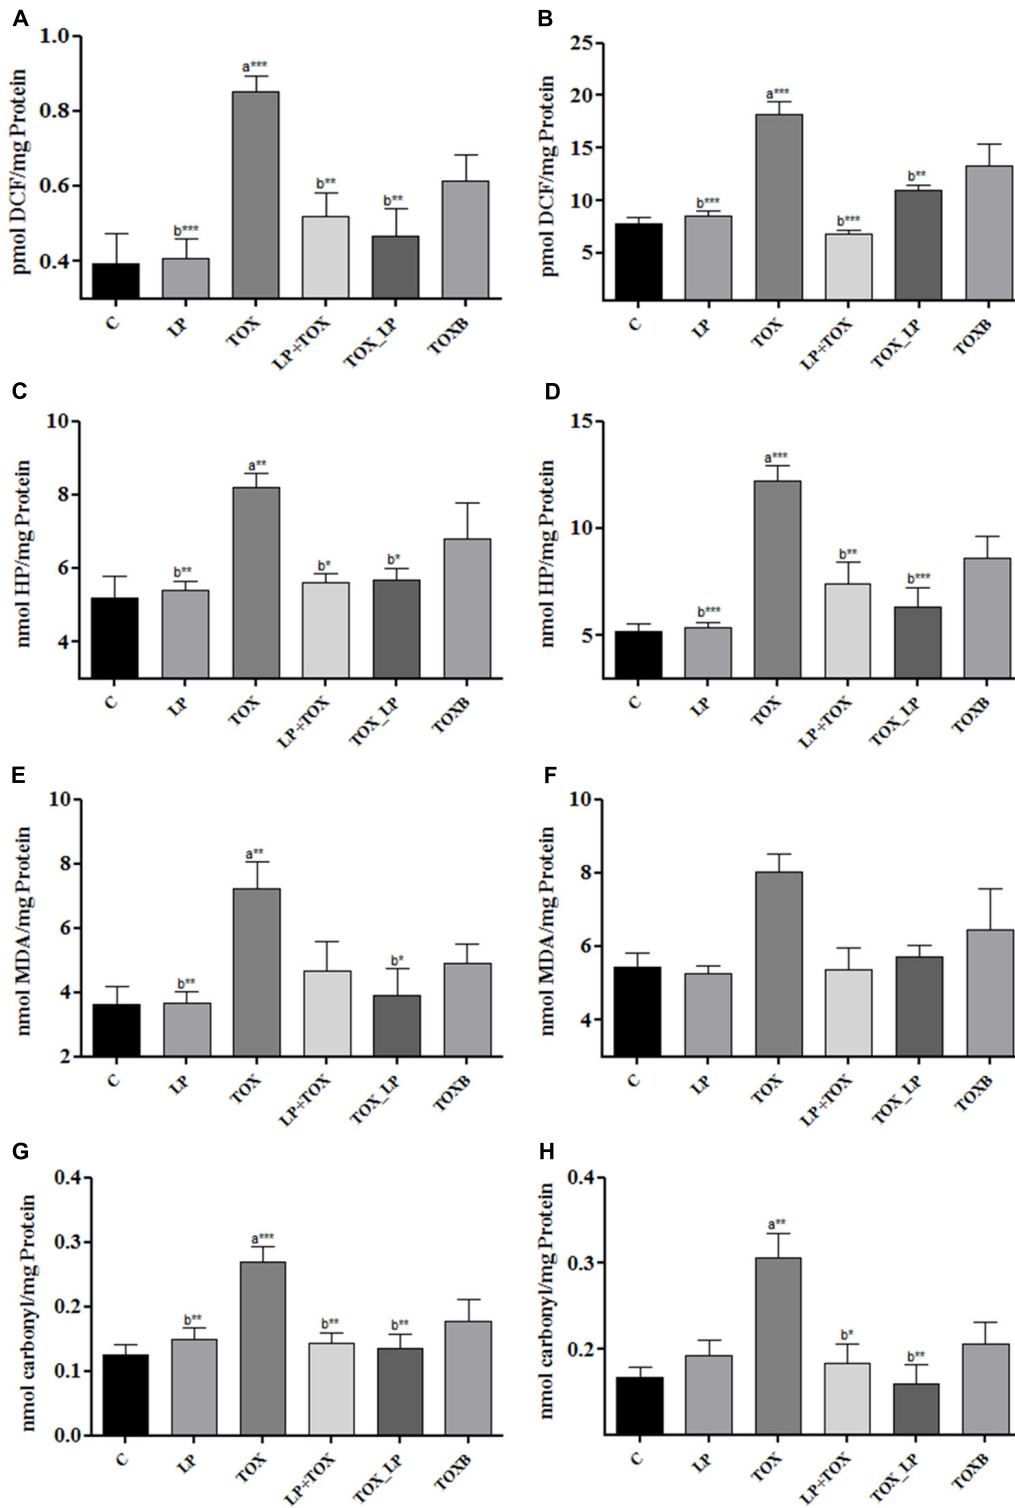 A
pmol DCF/mg Protein
1.0
0.8
0.6
0.4
a***
b***
b**
b**
C
LP
TOX
LP+TOX
TOX_LP
TOXB
B
pmol DCF/mg Protein
25
20
15
10
5
a***
b***
b***
b**
C
LP
TOX
LP+TOX
TOX_LP
TOXB
C
nmol HP/mg Protein
10
8
6
4
a**
b**
b*
b*
C
LP
TOX
LP+TOX
TOX_LP
TOXB
D
nmol HP/mg Protein
15
10
5
a***
b***
b**
b***
C
LP
TOX
LP+TOX
TOX_LP
TOXB
E
nmol MDA/mg Protein
10
8
6
4
2
a**
b**
b*
C
LP
TOX
LP+TOX
TOX_LP
TOXB
F
nmol MDA/mg Protein
10
8
6
4
C
LP
TOX
LP+TOX
TOX_LP
TOXB
G
nmol carbonyl/mg Protein
0.4
0.3
0.2
0.1
0.0
a***
b**
b**
b**
C
LP
TOX
LP+TOX
TOX_LP
TOXB
H
nmol carbonyl/mg Protein
0.4
0.3
0.2
a**
b*
b**
C
LP
TOX
LP+TOX
TOX_LP
TOXB